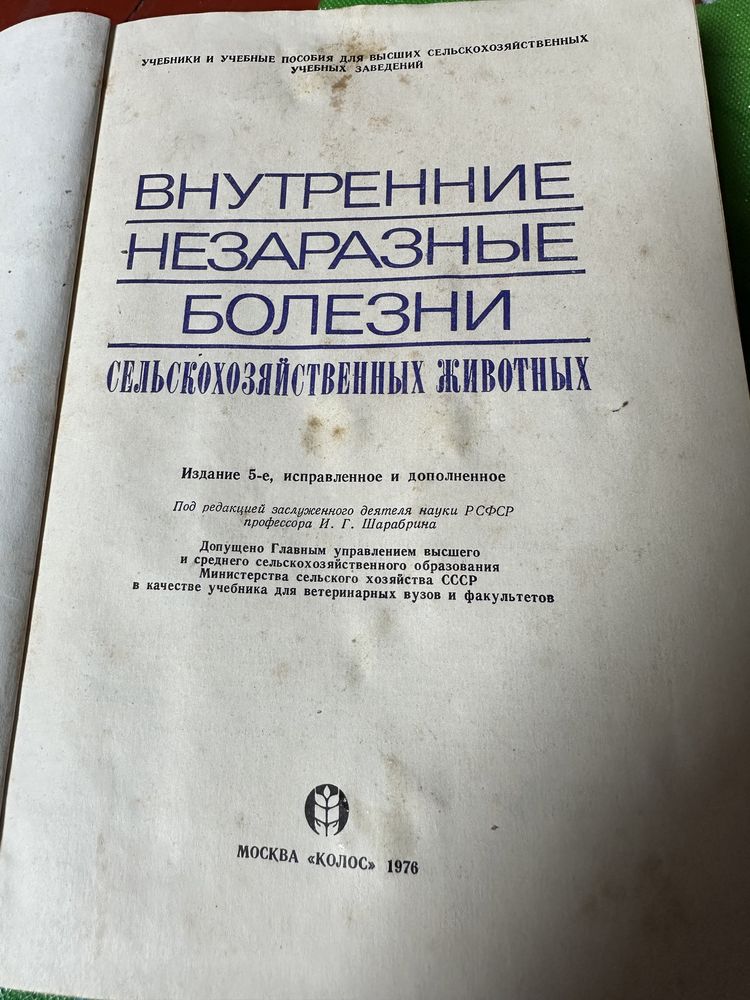 УЧЕБНИКИ И УЧЕБНЫЕ ПОСОБИЯ ДЛЯ ВЫСШИХ СЕЛЬСКОХОЗЯЙСТВЕННЫХ
УЧЕБНЫХ ЗАВЕДЕНИЙ
ВНУТРЕННИЕ
НЕЗАРАЗНЫЕ
БОЛЕЗНИ
СЕЛЬСКОХОЗЯЙСТВЕННЫХ ЖИВОТНЫХ
Издание 5-е, исправленное и дополненное
Под редакцией заслуженного деятеля науки РСФСР
профессора И. Г. Шарабрина
Допущено Главным управлением высшего
и среднего сельскохозяйственного образования
Министерства сельского хозяйства СССР
в качестве учебника для ветеринарных вузов и факультетов
МОСКВА «КОЛОС» 1976